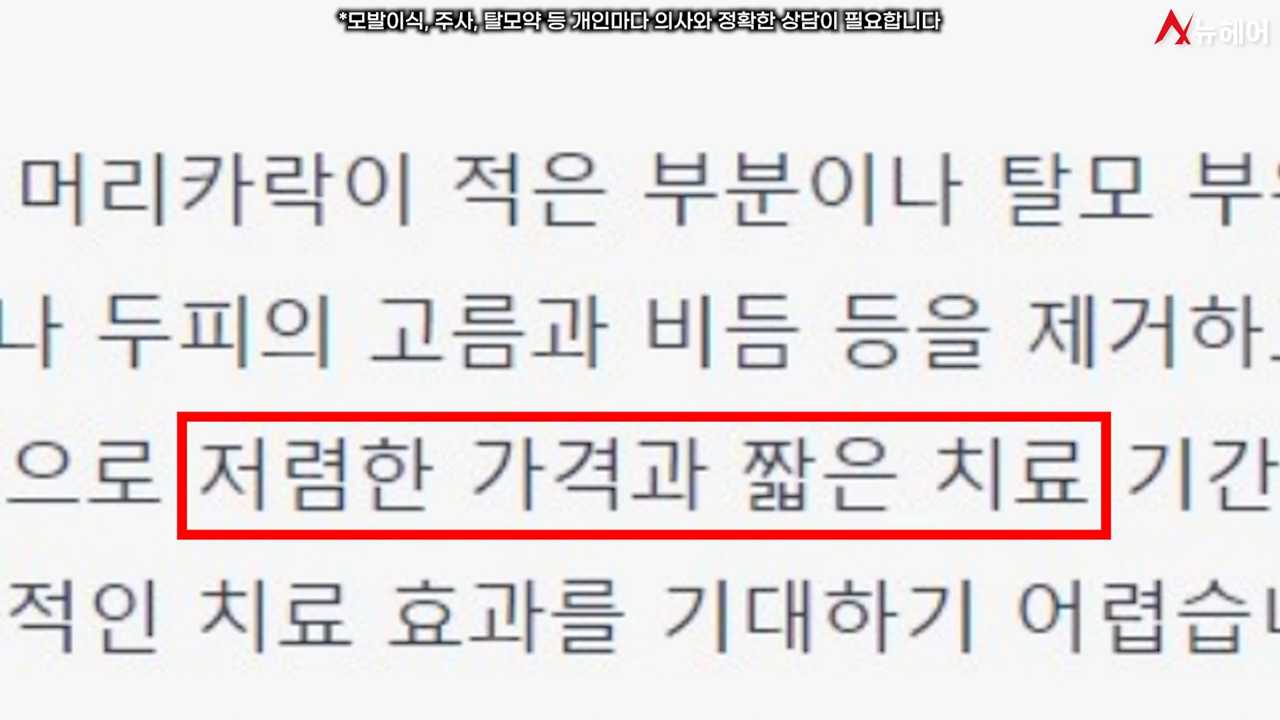 *모발이식, 주사, 탈모약 등 개인마다 의사와 정확한 상담이 필요합니다
뉴헤어
머리카락이 적은 부분이나 탈모
나 두피의 고름과 비듬 등을 제거하
으로 저렴한 가격과 짧은 치료 기간
적인 치료 효과를 기대하기 어렵습